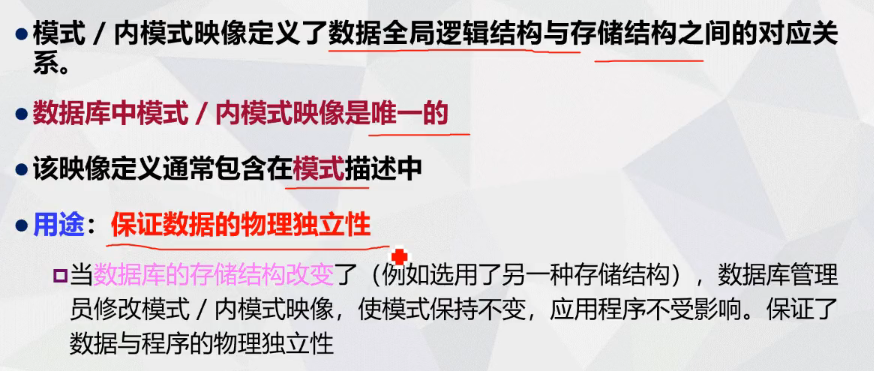 模式/内模式映像定义了数据全局逻辑结构与存储结构之间的对应关
系。
数据库中模式/内模式映像是唯一的
该映像定义通常包含在模式描述中
用途：保证数据的物理独立性
当数据库的存储结构改变了（例如选用了另一种存储结构），数据库管理
员修改模式/内模式映像，使模式保持不变，应用程序不受影响。保证了
数据与程序的物理独立性